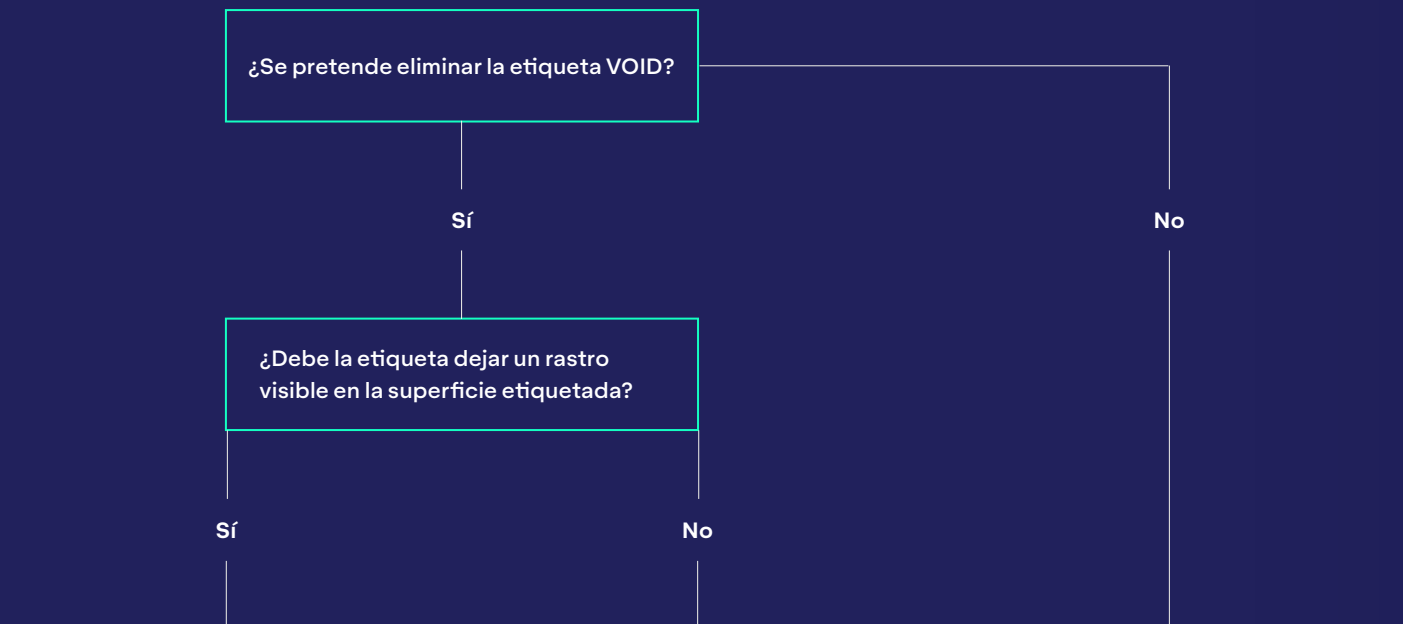 ¿Se pretende eliminar la etiqueta VOID?
Sí
No
¿Debe la etiqueta dejar un rastro
visible en la superficie etiquetada?
Sí
No